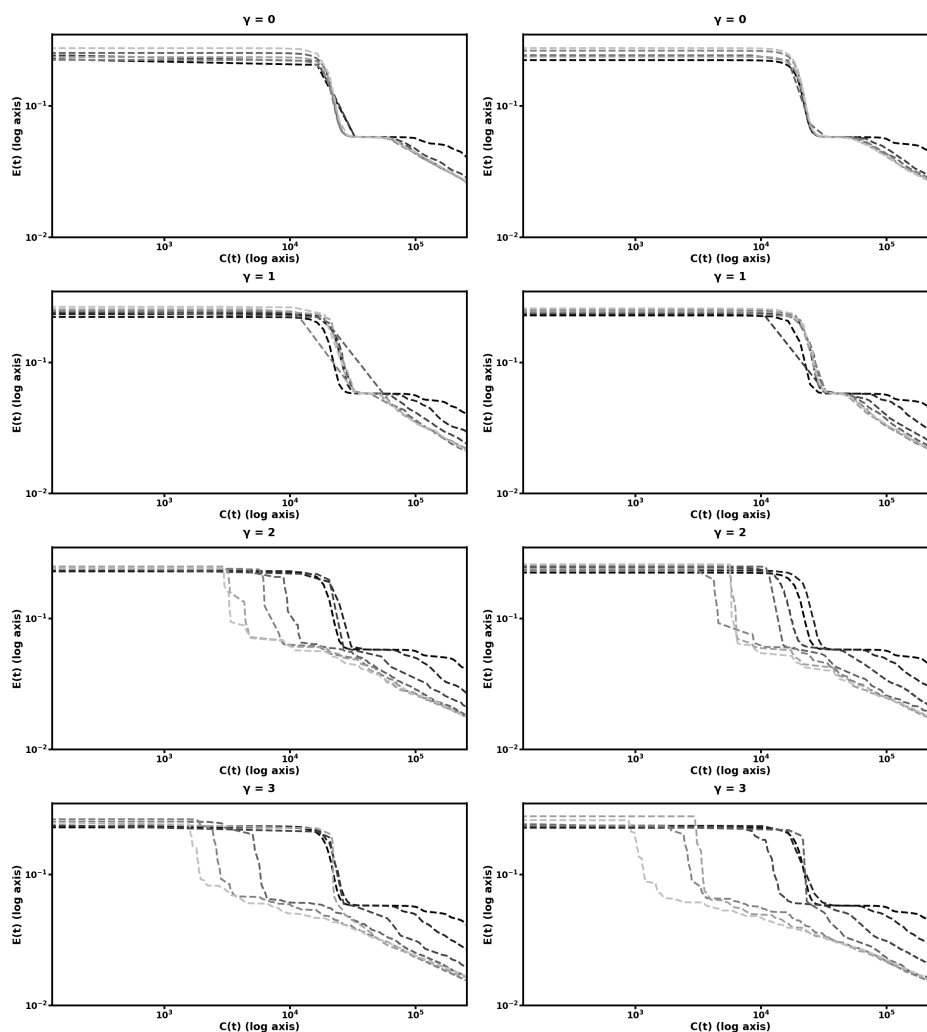 γ = 0
γ = 0
E(t) (log axis)
10⁻¹
10⁻²
10³
10⁴
10⁵
C(t) (log axis)
E(t) (log axis)
10⁻¹
10⁻²
10³
10⁴
10⁵
C(t) (log axis)
γ = 1
γ = 1
E(t) (log axis)
10⁻¹
10⁻²
10³
10⁴
10⁵
C(t) (log axis)
E(t) (log axis)
10⁻¹
10⁻²
10³
10⁴
10⁵
C(t) (log axis)
γ = 2
γ = 2
E(t) (log axis)
10⁻¹
10⁻²
10³
10⁴
10⁵
C(t) (log axis)
E(t) (log axis)
10⁻¹
10⁻²
10³
10⁴
10⁵
C(t) (log axis)
γ = 3
γ = 3
E(t) (log axis)
10⁻¹
10⁻²
10³
10⁴
10⁵
C(t) (log axis)
E(t) (log axis)
10⁻¹
10⁻²
10³
10⁴
10⁵
C(t) (log axis)